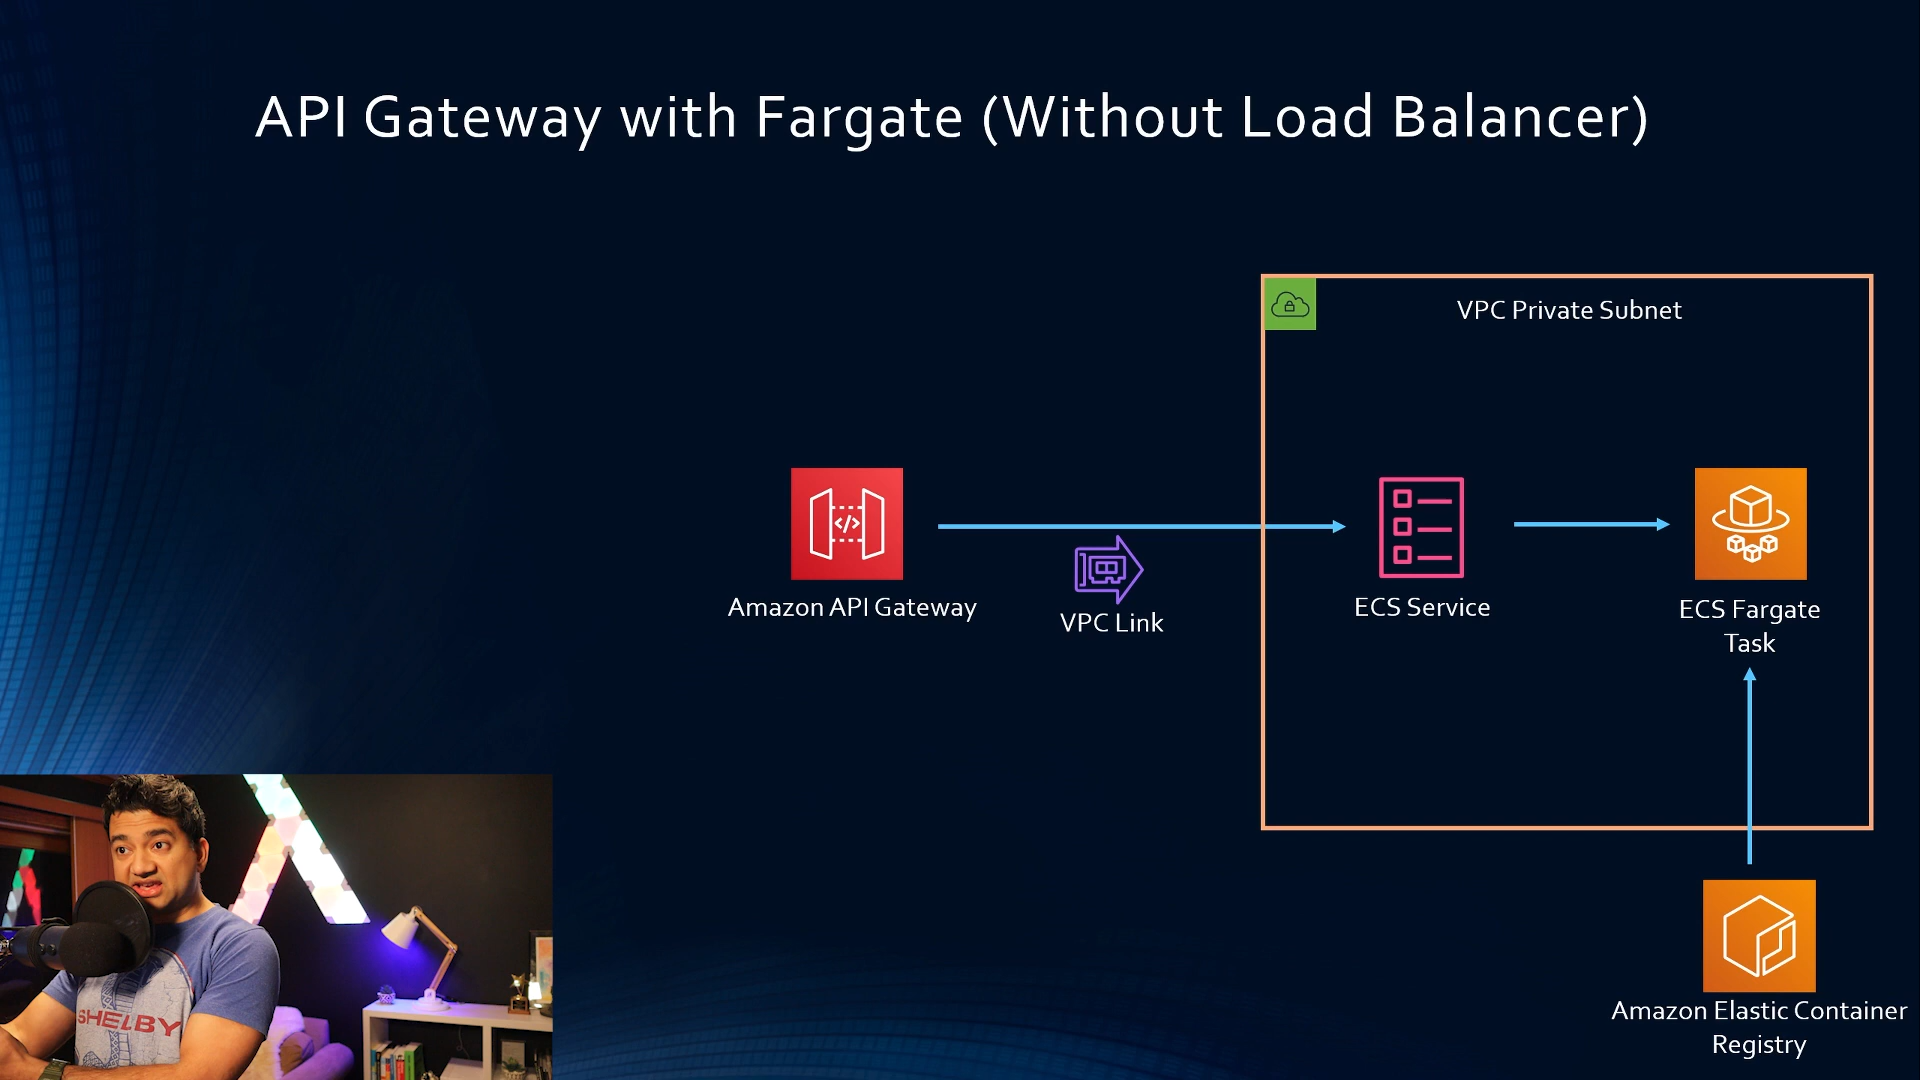 API Gateway with Fargate (Without Load Balancer)
VPC Private Subnet
Amazon API Gateway
VPC Link
ECS Service
ECS Fargate
Task
Amazon Elastic Container
Registry
SHELBY